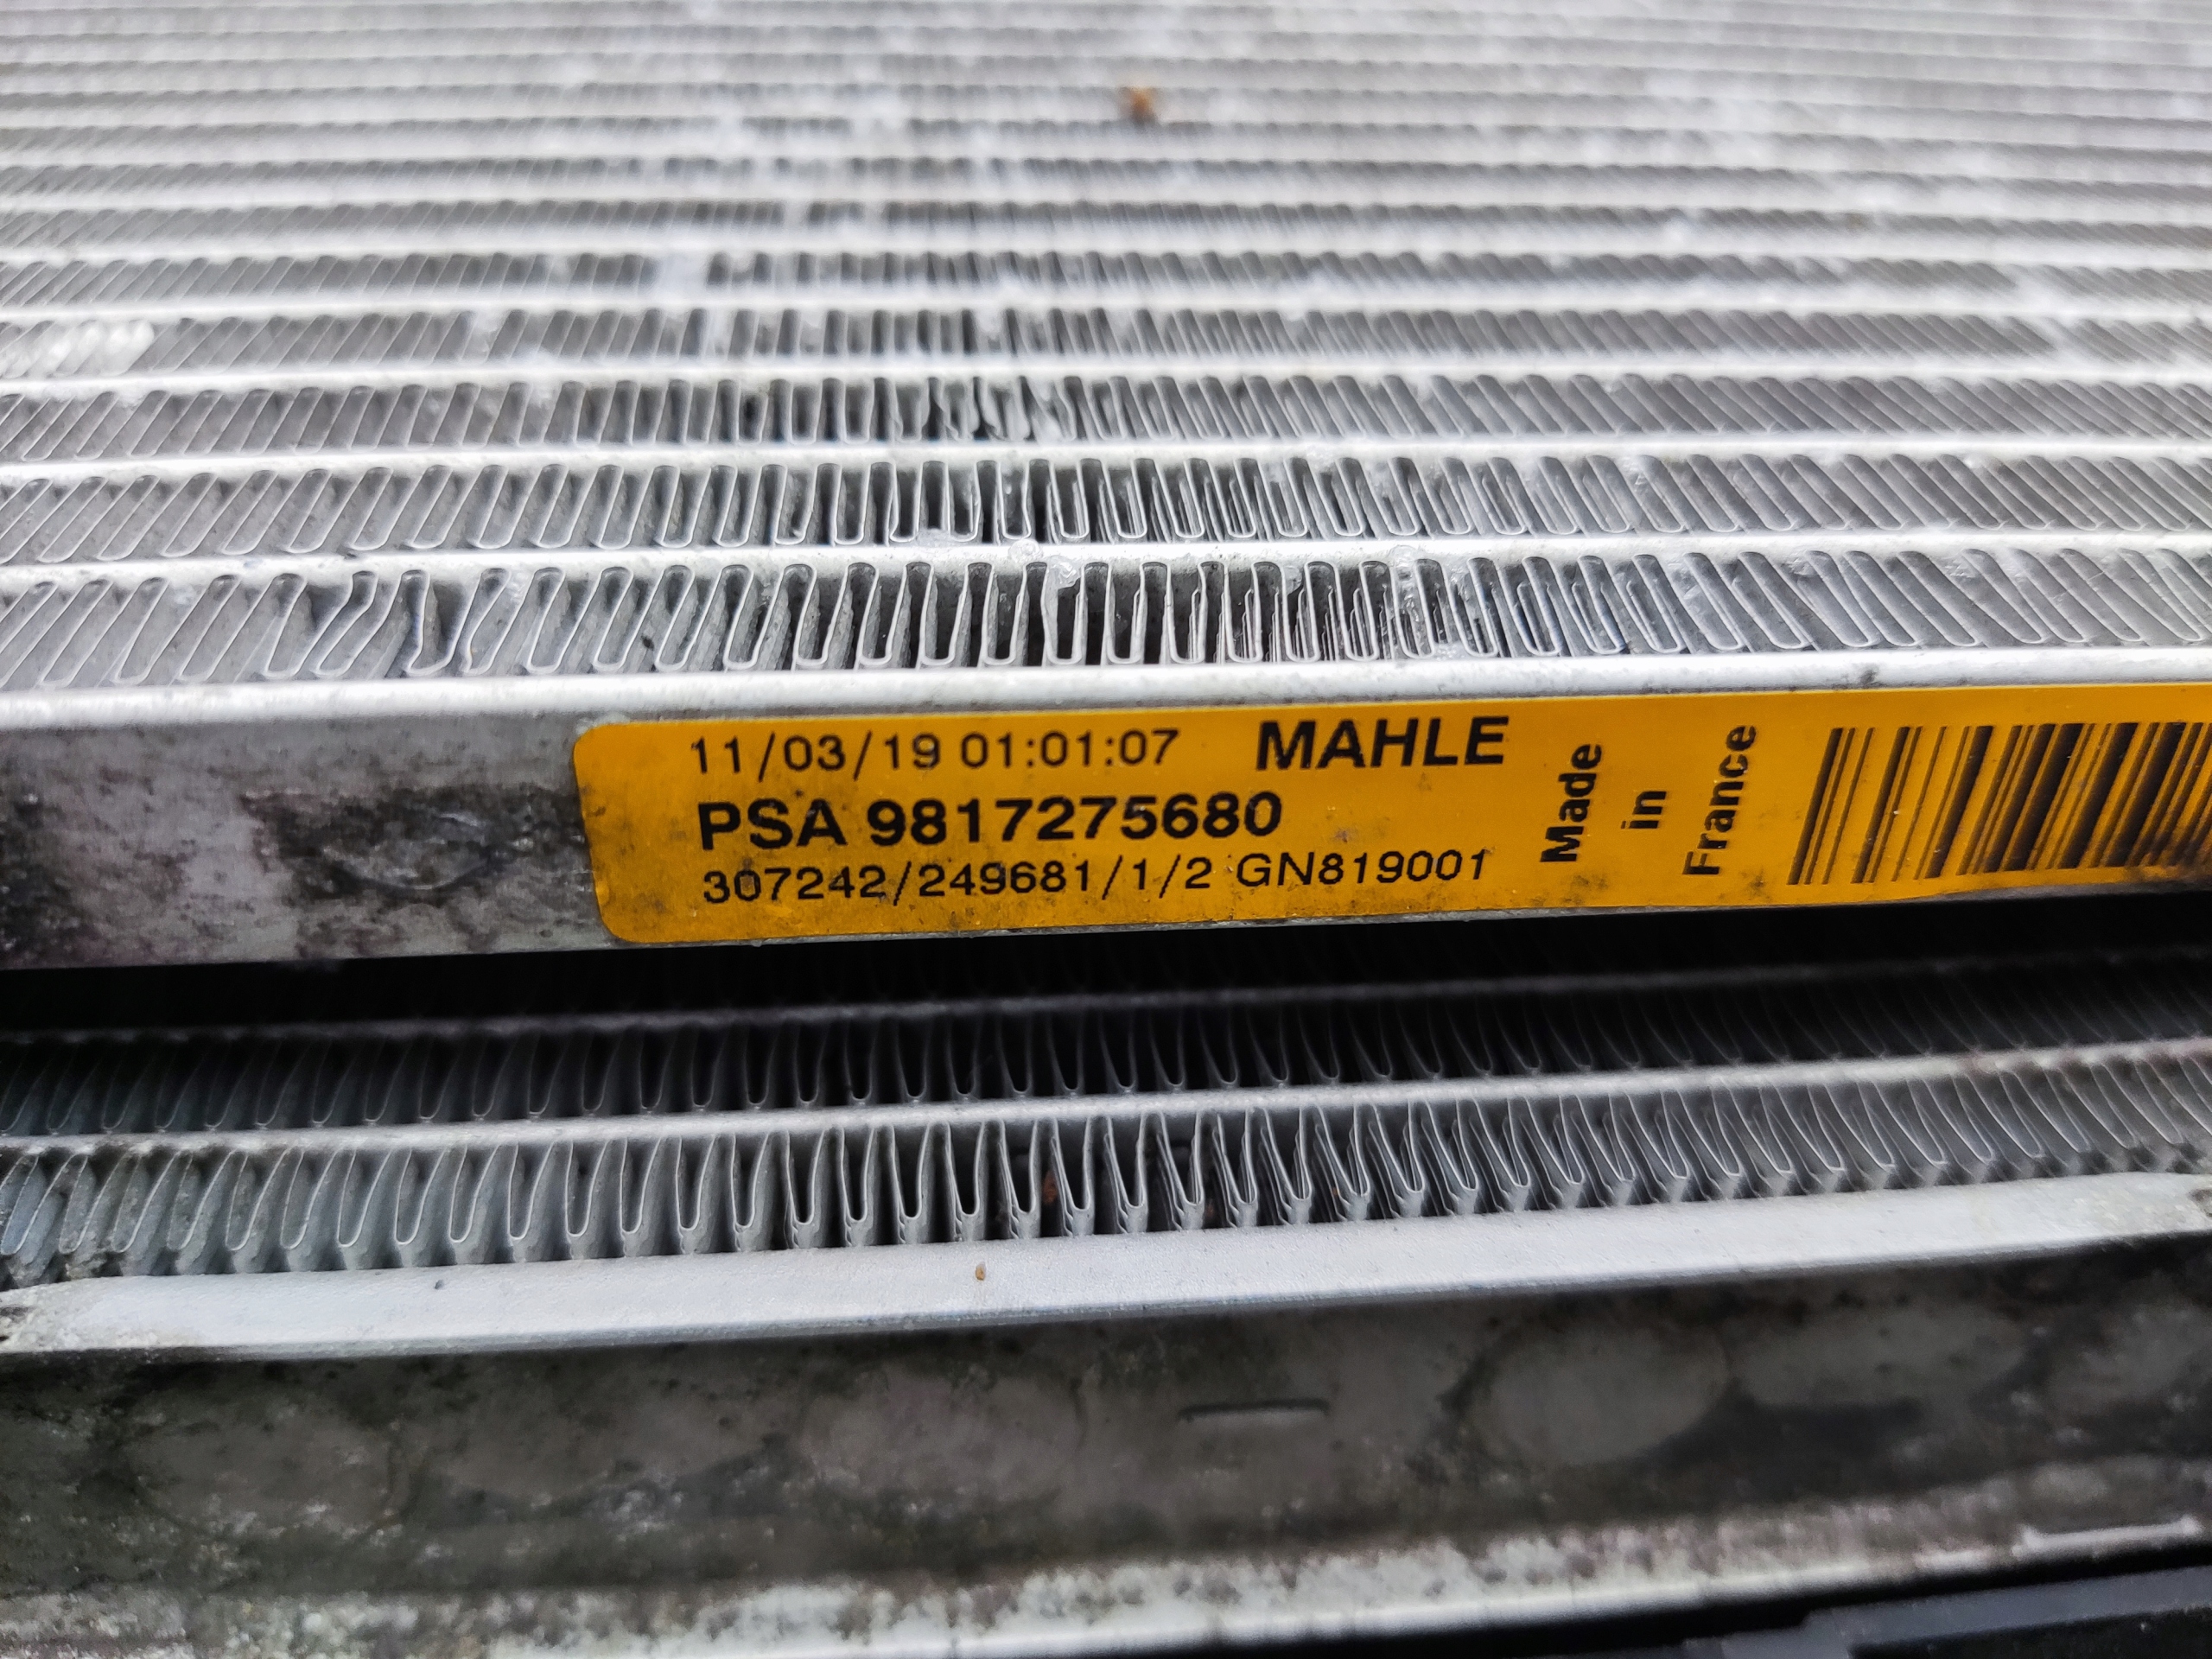 11/03/19 01:01:07 MAHLE
PSA 9817275680
307242/249681/1/2 GN819001
Made
in
France